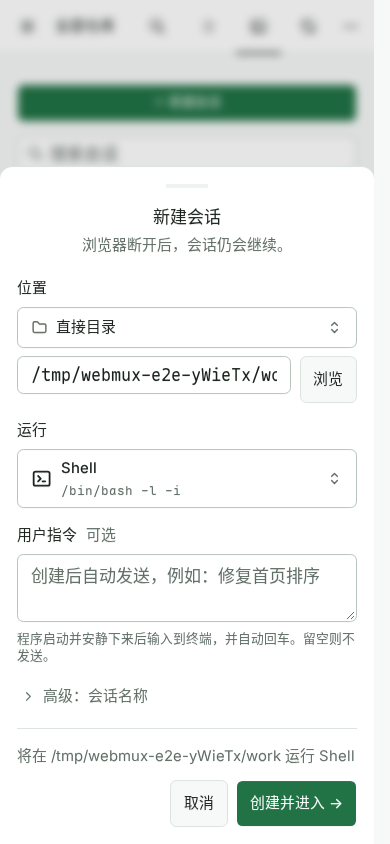 新建会话
浏览器断开后，会话仍会继续。
位置
直接目录
/tmp/webmux-e2e-yWieTx/wo
浏览
运行
Shell
/bin/bash -l -i
用户指令 可选
创建后自动发送，例如：修复首页排序
程序启动并安静下来后输入到终端，并自动回车。留空则不
发送。
高级：会话名称
将在 /tmp/webmux-e2e-yWieTx/work 运行 Shell
取消
创建并进入 →